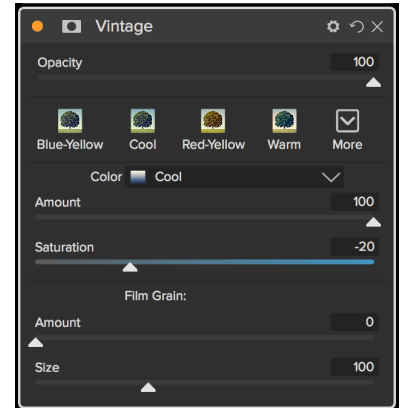 Vintage
Opacity 100
Blue-Yellow Cool Red-Yellow Warm More
Color Cool
Amount 100
Saturation -20
Film Grain:
Amount 0
Size 100